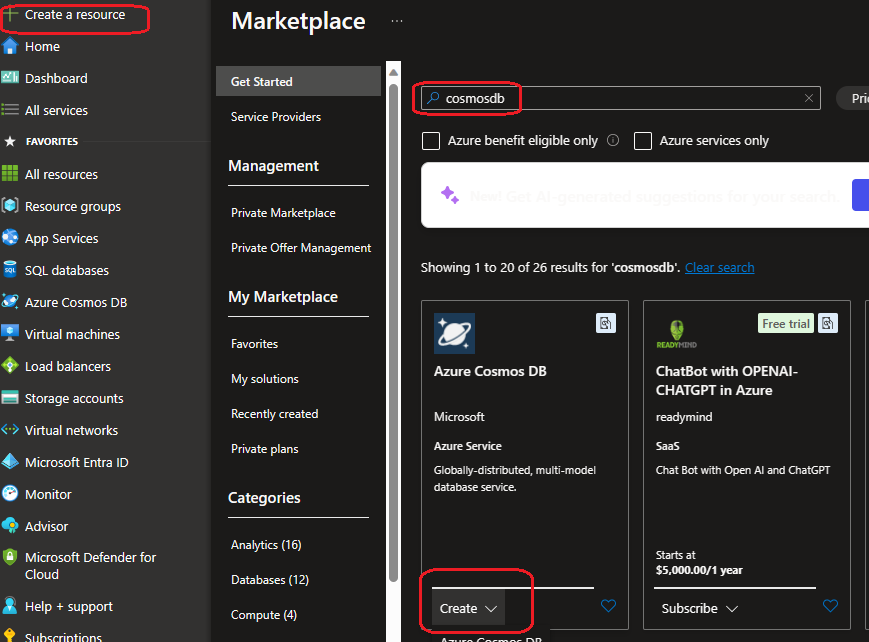 Create a resource
Home
Dashboard
All services
FAVORITES
All resources
Resource groups
App Services
SQL databases
Azure Cosmos DB
Virtual machines
Load balancers
Storage accounts
Virtual networks
Microsoft Entra ID
Monitor
Advisor
Microsoft Defender for
Cloud
Help + support
Subscriptions
Marketplace ...
Get Started
Service Providers
Management
Private Marketplace
Private Offer Management
My Marketplace
Favorites
My solutions
Recently created
Private plans
Categories
Analytics (16)
Databases (12)
Compute (4)
cosmosdb
Azure benefit eligible only
Azure services only
New! Get AI-generated suggestions for your search.
Showing 1 to 20 of 26 results for 'cosmosdb'. Clear search
Azure Cosmos DB
Microsoft
Azure Service
Globally-distributed, multi-model
database service.
Create
Azure Cosmos DB
Free trial
READYMIND
ChatBot with OPENAI-
CHATGPT in Azure
readymind
SaaS
Chat Bot with Open AI and ChatGPT
Starts at
$5,000.00/1 year
Subscribe